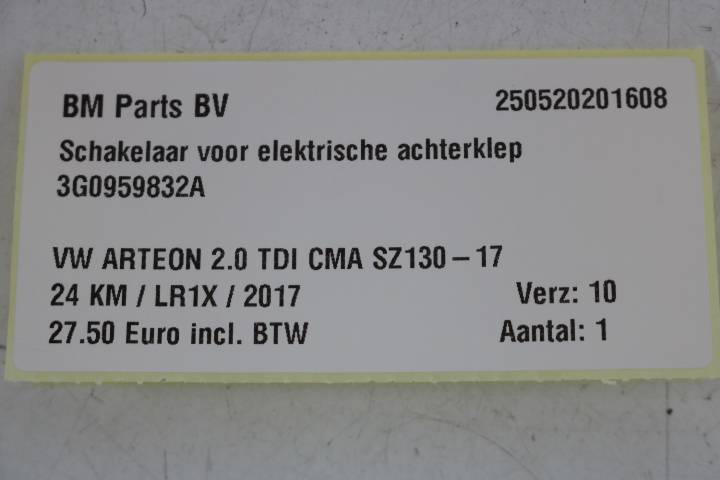 BM Parts BV 250520201608
Schakelaar voor elektrische achterklep
3G0959832A
VW ARTEON 2.0 TDI CMA SZ130-17
24 KM / LR1X / 2017 Verz: 10
27.50 Euro incl. BTW Aantal: 1